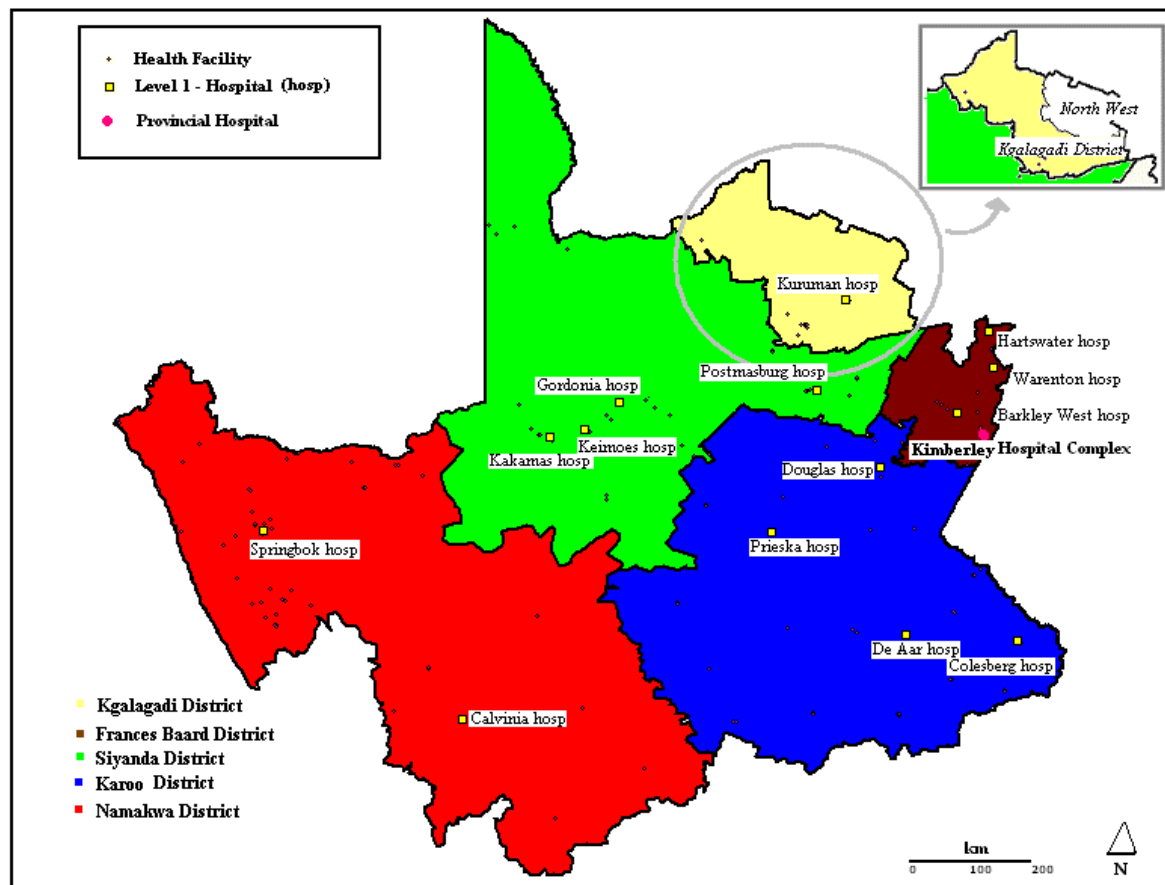 Health Facility
Level 1 - Hospital (hosp)
Provincial Hospital
North West
Kgalagadi District
Kuruman hosp
Hartswater hosp
Postmasburg hosp
Warenton hosp
Gordonia hosp
Barkley West hosp
Keimoes hosp
Kimberley Hospital Complex
Kakamas hosp
Douglas hosp
Springbok hosp
Prieska hosp
De Aar hosp
Colesberg hosp
Calvinia hosp
Kgalagadi District
Frances Baard District
Siyanda District
Karoo District
Namakwa District
km
0 100 200
N